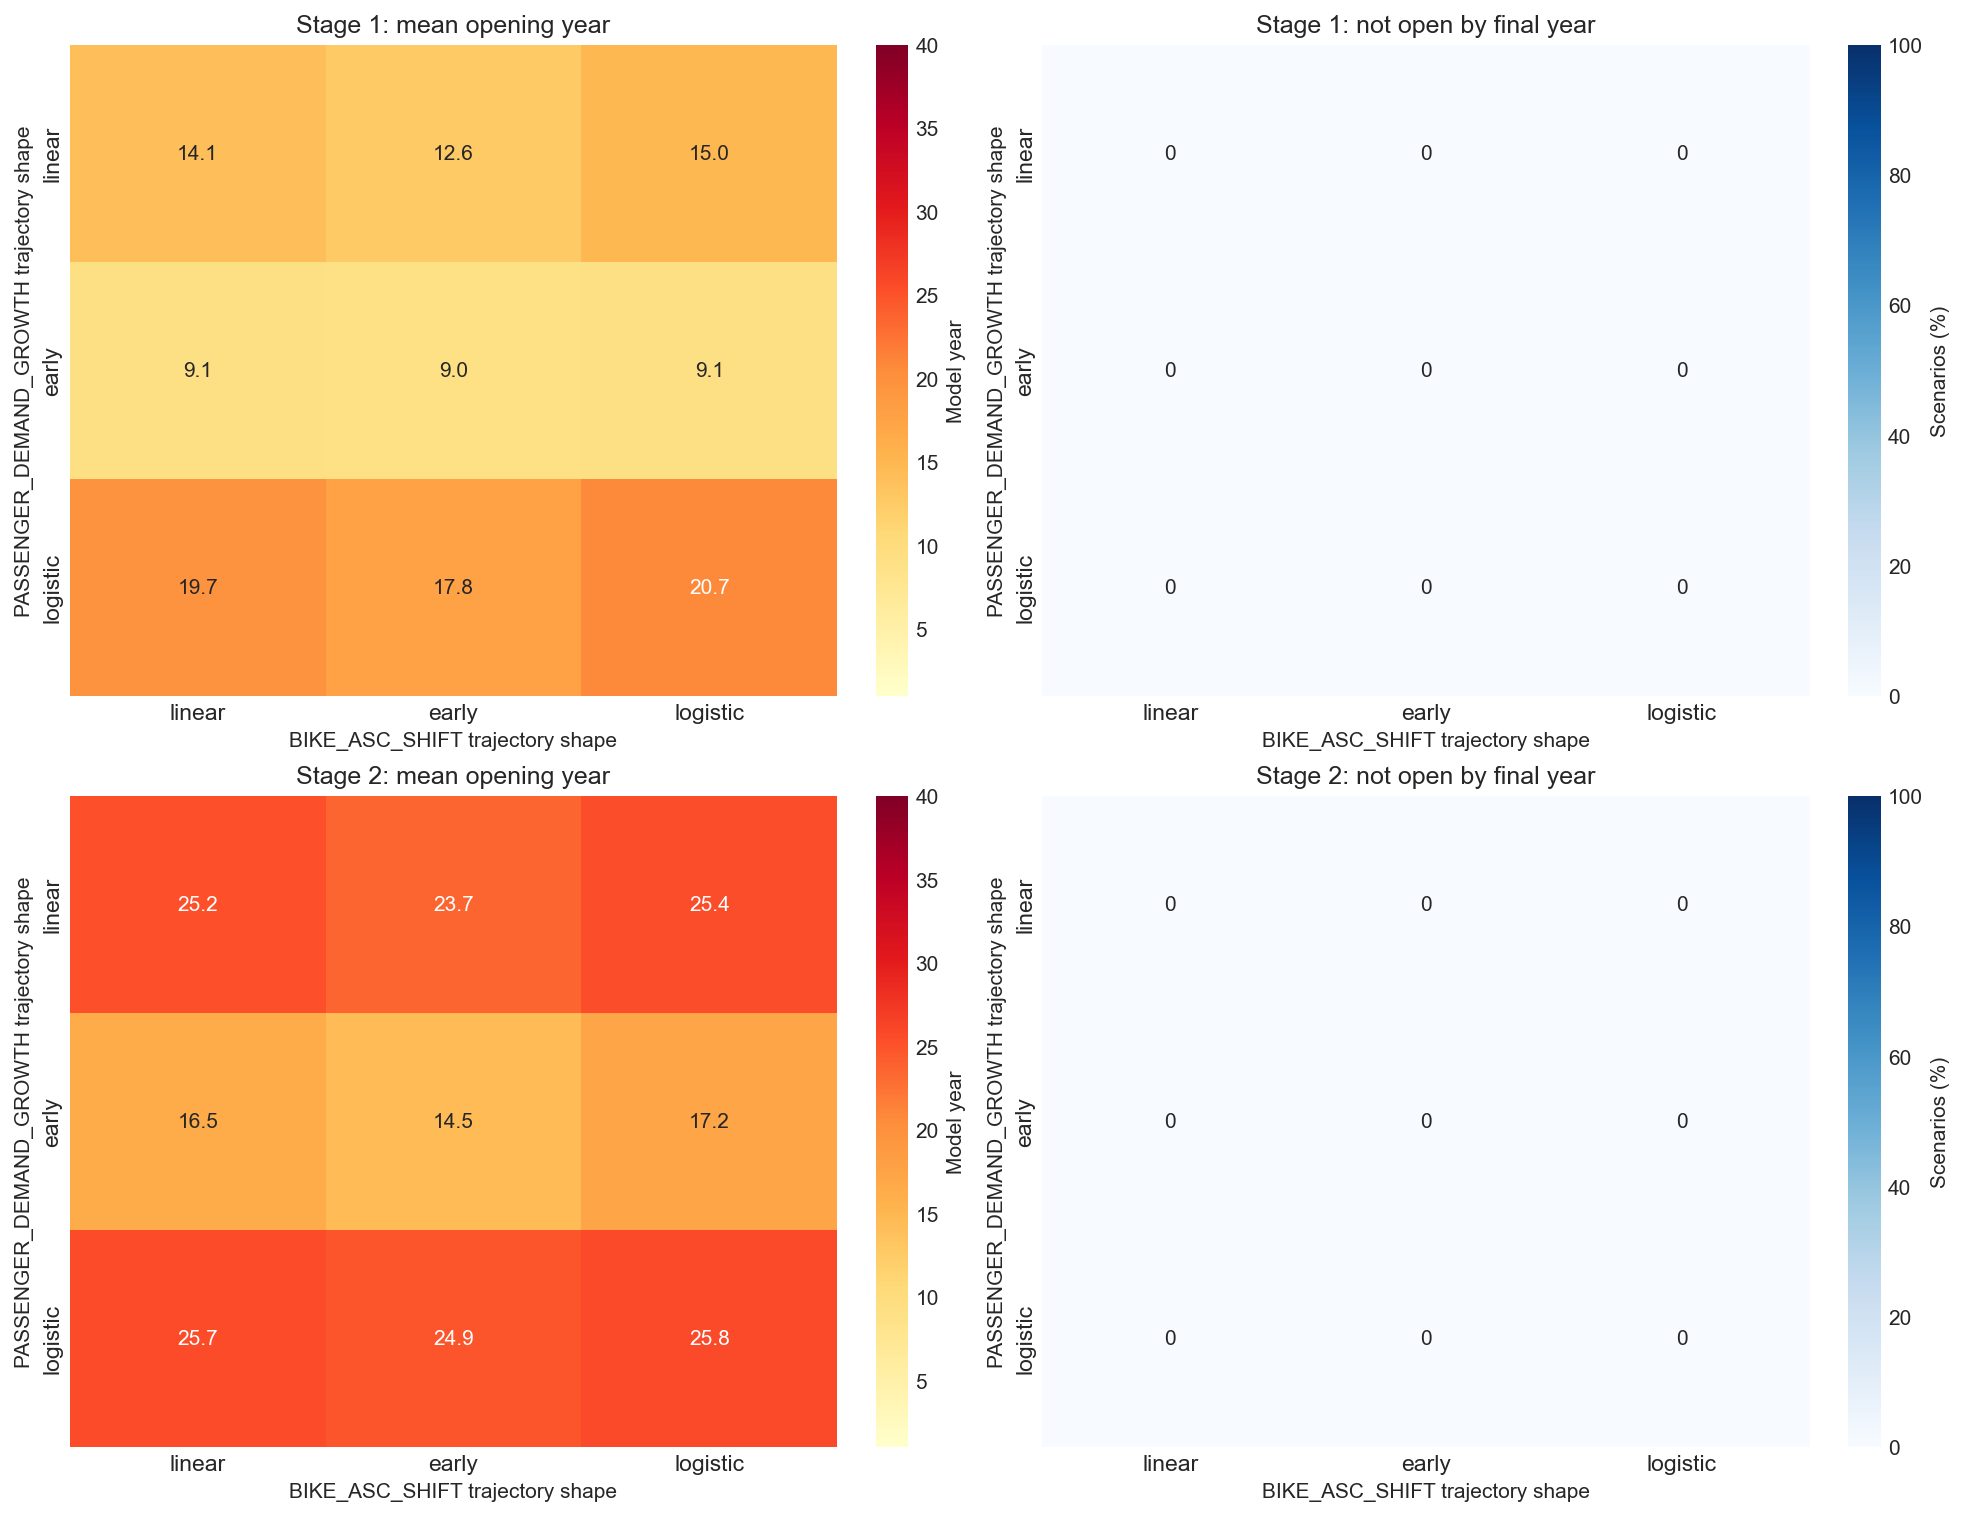 Stage 1: mean opening year
PASSENGER_DEMAND_GROWTH trajectory shape
linear
early
logistic
14.1 12.6 15.0
9.1 9.0 9.1
19.7 17.8 20.7
linear early logistic
BIKE_ASC_SHIFT trajectory shape
40
35
30
25
20
15
10
5
Model year
Stage 1: not open by final year
PASSENGER_DEMAND_GROWTH trajectory shape
linear
early
logistic
0 0 0
0 0 0
0 0 0
linear early logistic
BIKE_ASC_SHIFT trajectory shape
100
80
60
40
20
0
Scenarios (%)
Stage 2: mean opening year
PASSENGER_DEMAND_GROWTH trajectory shape
linear
early
logistic
25.2 23.7 25.4
16.5 14.5 17.2
25.7 24.9 25.8
linear early logistic
BIKE_ASC_SHIFT trajectory shape
40
35
30
25
20
15
10
5
Model year
Stage 2: not open by final year
PASSENGER_DEMAND_GROWTH trajectory shape
linear
early
logistic
0 0 0
0 0 0
0 0 0
linear early logistic
BIKE_ASC_SHIFT trajectory shape
100
80
60
40
20
0
Scenarios (%)